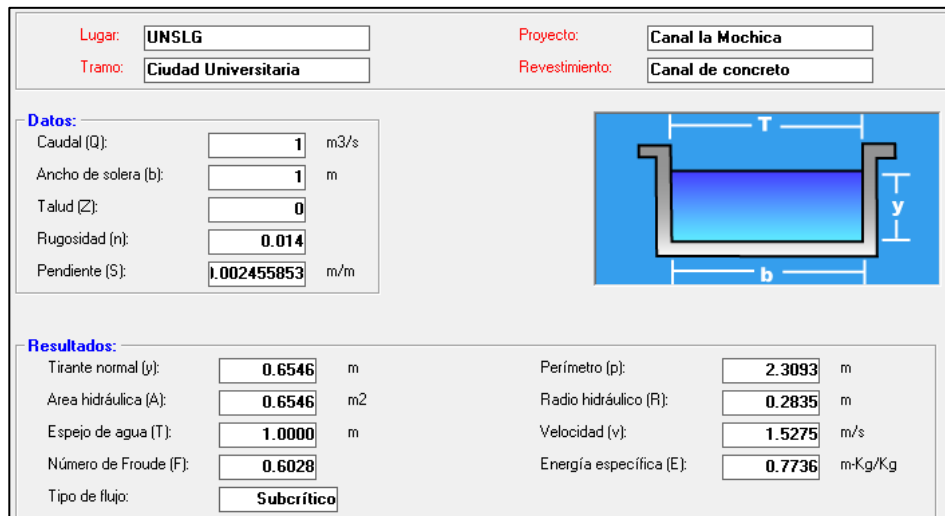 Lugar: UNSLG Proyecto: Canal la Mochica
Tramo: Ciudad Universitaria Revestimiento: Canal de concreto
Datos:
Caudal (Q): 1 m3/s
Ancho de solera (b): 1 m
Talud (Z): 0
Rugosidad (n): 0.014
Pendiente (S): .002455853 m/m
T
y
b
Resultados:
Tirante normal (y): 0.6546 m Perímetro (p): 2.3093 m
Area hidráulica (A): 0.6546 m2 Radio hidráulico (R): 0.2835 m
Espejo de agua (T): 1.0000 m Velocidad (v): 1.5275 m/s
Número de Froude (F): 0.6028 Energía específica (E): 0.7736 m-Kg/Kg
Tipo de flujo: Subcrítico